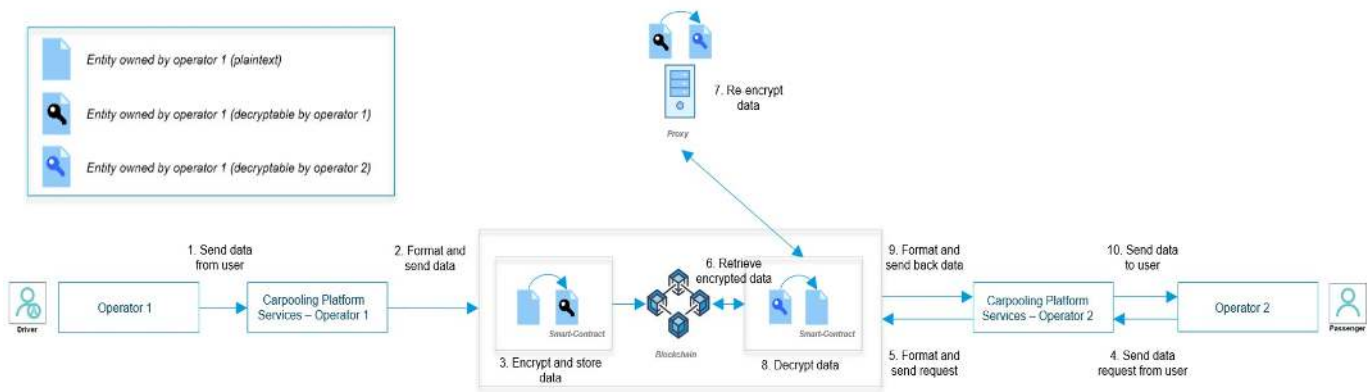 Entity owned by operator 1 (plaintext)
Entity owned by operator 1 (decryptable by operator 1)
Entity owned by operator 1 (decryptable by operator 2)
7. Re encrypt
data
Proxy
1. Send data
from user
2. Format and
send data
9. Format and
send back data
10. Send data
to user
6. Retrieve
encrypted data
Driver
Operator 1
Carpooling Platform
Services – Operator 1
Smart-Contract
3. Encrypt and store
data
Blockchain
Smart-Contract
8. Decrypt data
Carpooling Platform
Services – Operator 2
Operator 2
Passenger
5. Format and
send request
4. Send data
request from user